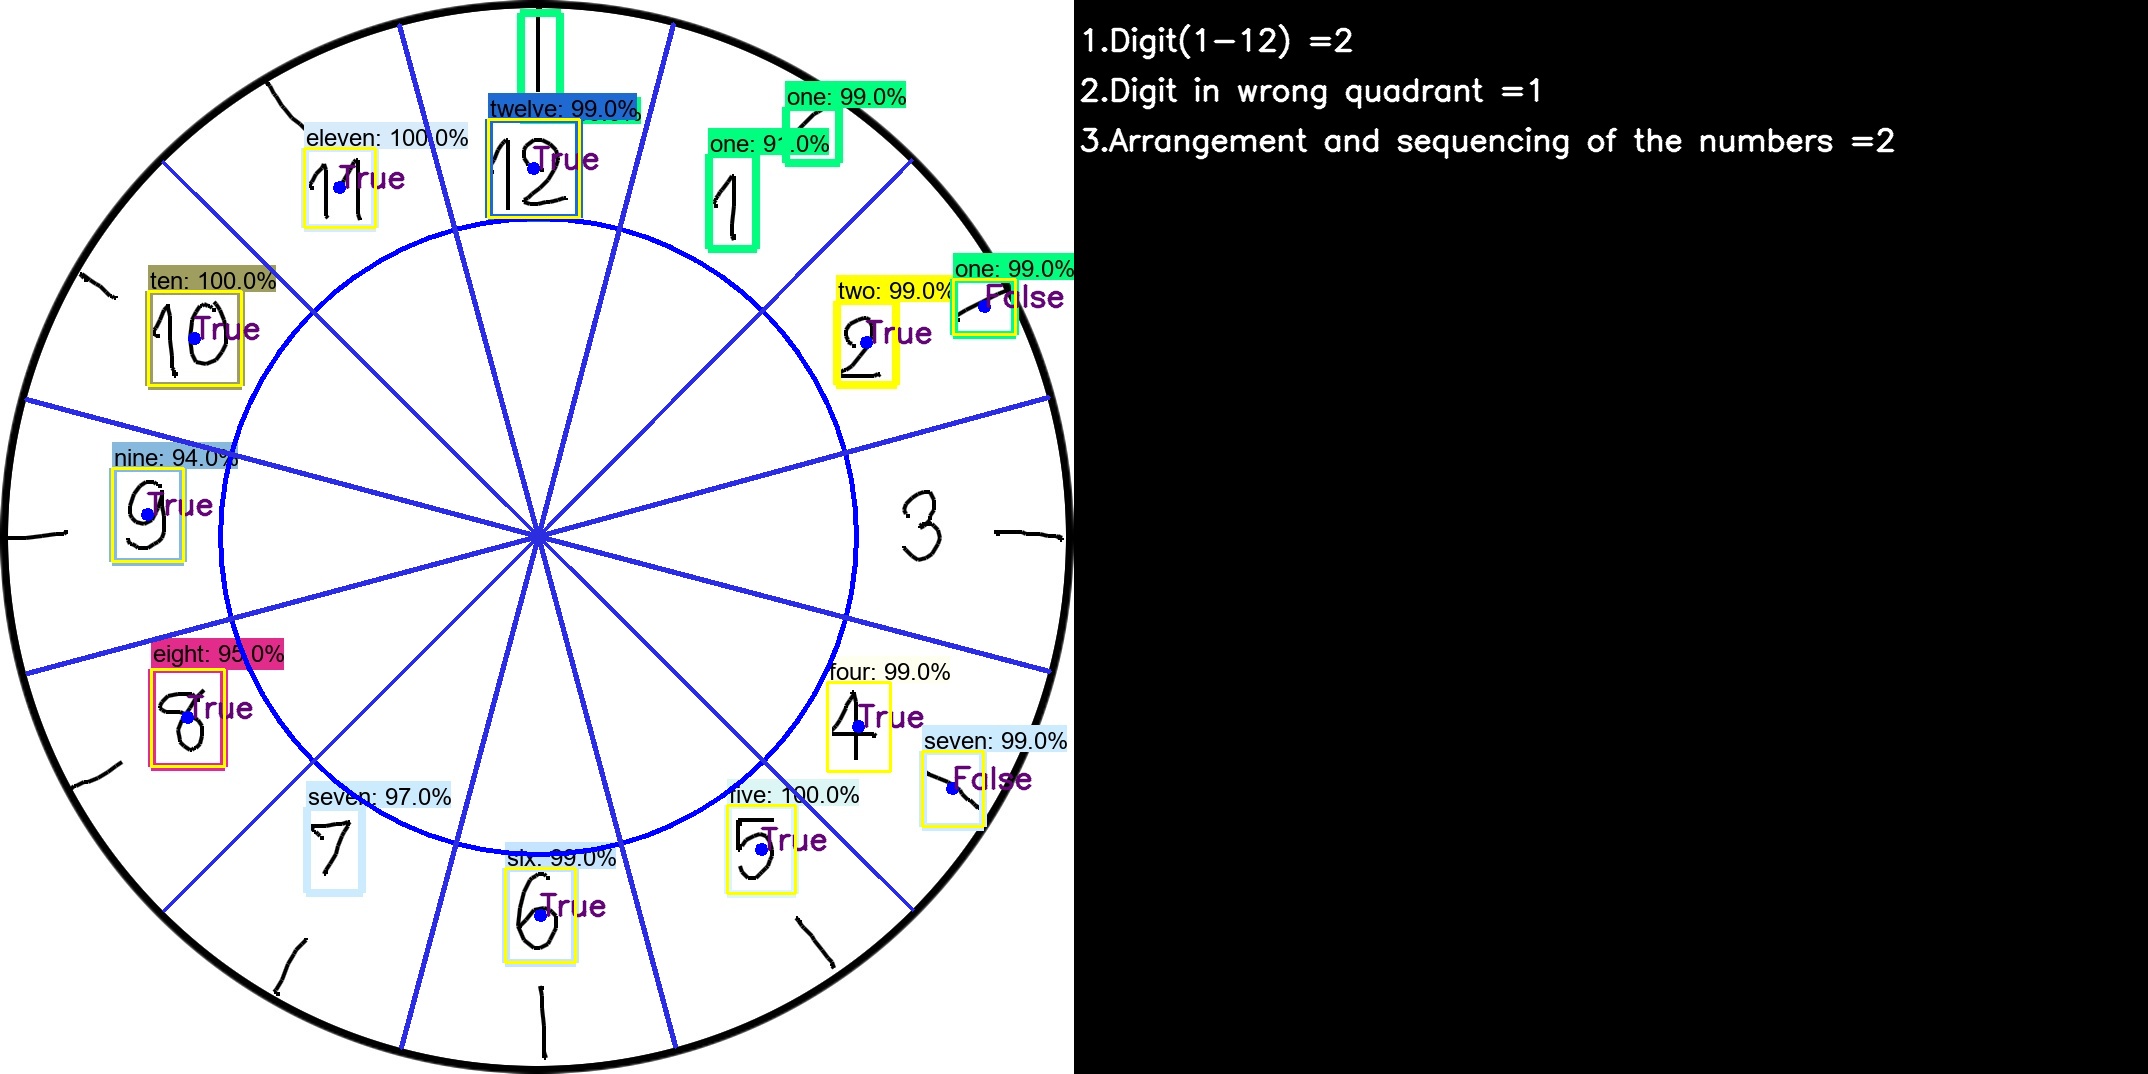 1.Digit(1-12) =2
2.Digit in wrong quadrant =1
3.Arrangement and sequencing of the numbers =2
twelve: 99.0%
12 True
one: 99.0%
one: 91.0%
1
eleven: 100.0%
11 True
one: 99.0%
False
two: 99.0%
2 True
ten: 100.0%
10 True
nine: 94.0%
9 True
3
eight: 95.0%
8 True
four: 99.0%
4 True
seven: 99.0%
False
seven: 97.0%
7
five: 100.0%
5 True
six: 99.0%
6 True